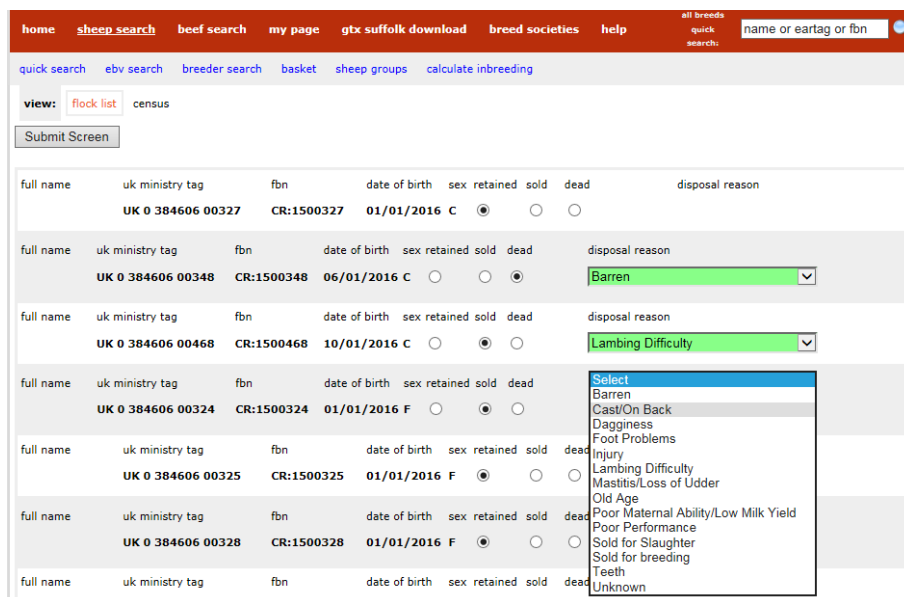 home sheep search beef search my page gtx suffolk download breed societies help all breeds quick search: name or eartag or fbn
quick search ebv search breeder search basket sheep groups calculate inbreeding
view: flock list census
Submit Screen
full name uk ministry tag fbn date of birth sex retained sold dead disposal reason
UK 0 384606 00327 CR:1500327 01/01/2016 C
full name uk ministry tag fbn date of birth sex retained sold dead disposal reason
UK 0 384606 00348 CR:1500348 06/01/2016 C Barren
full name uk ministry tag fbn date of birth sex retained sold dead disposal reason
UK 0 384606 00468 CR:1500468 10/01/2016 C Lambing Difficulty
full name uk ministry tag fbn date of birth sex retained sold dead
UK 0 384606 00324 CR:1500324 01/01/2016 F
Select
Barren
Cast/On Back
Dagginess
Foot Problems
Injury
Lambing Difficulty
Mastitis/Loss of Udder
Old Age
Poor Maternal Ability/Low Milk Yield
Poor Performance
Sold for Slaughter
Sold for breeding
Teeth
Unknown
full name uk ministry tag fbn date of birth sex retained sold dead
UK 0 384606 00325 CR:1500325 01/01/2016 F
full name uk ministry tag fbn date of birth sex retained sold dead
UK 0 384606 00328 CR:1500328 01/01/2016 F
full name uk ministry tag fbn date of birth sex retained sold dead